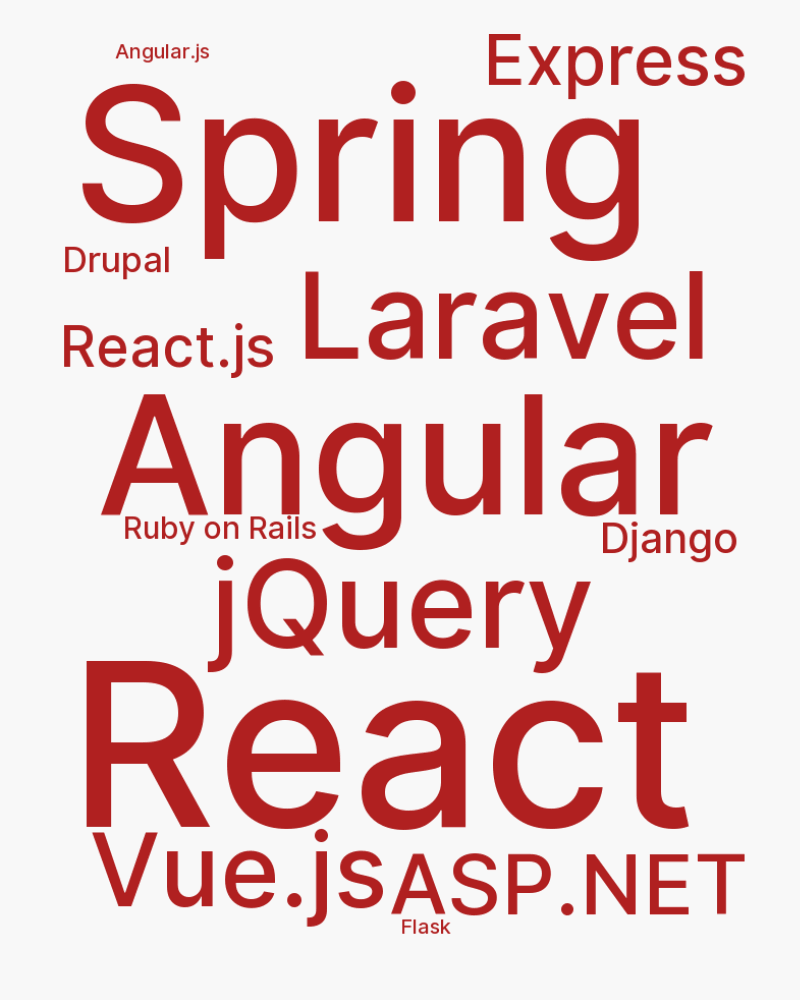 Angular.js
Express
Spring
Drupal
Laravel
React.js
Angular
Ruby on Rails
Django
jQuery
React
Vue.js
ASP.NET
Flask